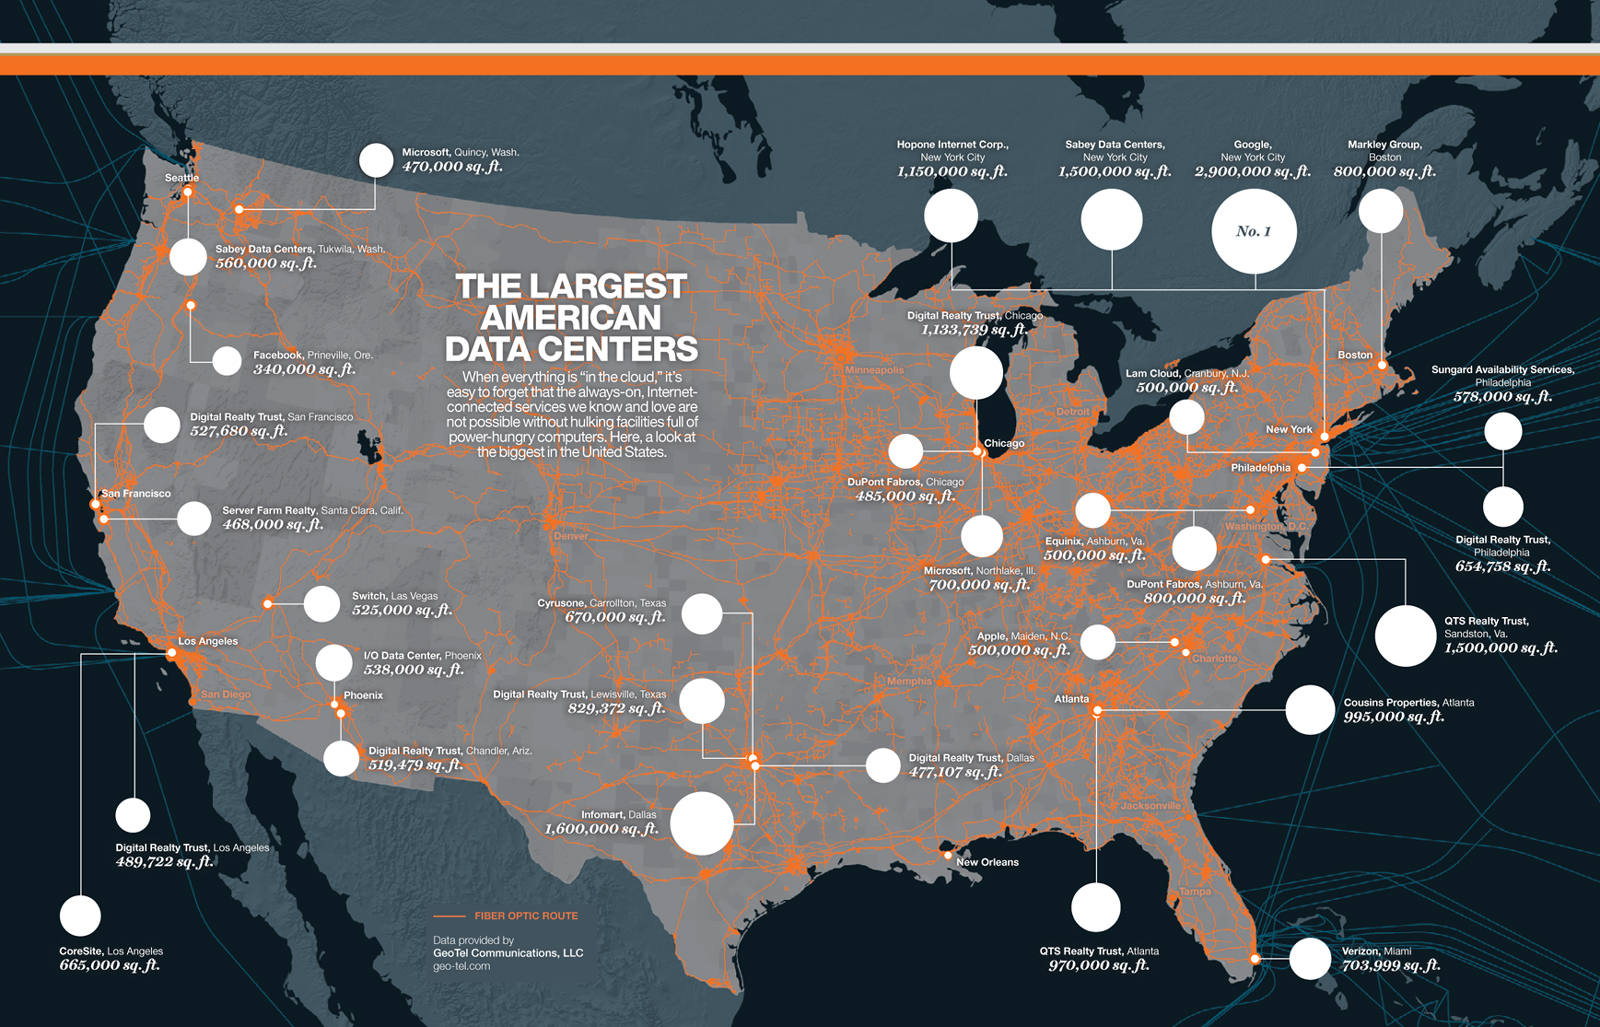 Microsoft, Quincy, Wash.
470,000 sq. ft.
Hopone Internet Corp.,
New York City
1,150,000 sq. ft.
Sabey Data Centers,
New York City
1,500,000 sq. ft.
Google,
New York City
2,900,000 sq. ft.
No. 1
Markley Group,
Boston
800,000 sq. ft.
Seattle
Sabey Data Centers, Tukwila, Wash.
560,000 sq. ft.
THE LARGEST
AMERICAN
DATA CENTERS
When everything is “in the cloud,” it’s
easy to forget that the always-on, Internet-
connected services we know and love are
not possible without hulking facilities full of
power-hungry computers. Here, a look at
the biggest in the United States.
Digital Realty Trust, Chicago
1,133,739 sq. ft.
Facebook, Prineville, Ore.
340,000 sq. ft.
Minneapolis
Boston
Lam Cloud, Cranbury, N.J.
500,000 sq. ft.
Sungard Availability Services,
Philadelphia
578,000 sq. ft.
Detroit
Digital Realty Trust, San Francisco
527,680 sq. ft.
New York
Chicago
Philadelphia
DuPont Fabros, Chicago
485,000 sq. ft.
San Francisco
Server Farm Realty, Santa Clara, Calif.
468,000 sq. ft.
Denver
Washington, D.C.
Equinix, Ashburn, Va.
500,000 sq. ft.
Digital Realty Trust,
Philadelphia
654,758 sq. ft.
Microsoft, Northlake, Ill.
700,000 sq. ft.
DuPont Fabros, Ashburn, Va.
800,000 sq. ft.
Switch, Las Vegas
525,000 sq. ft.
Cyrusone, Carrollton, Texas
670,000 sq. ft.
QTS Realty Trust,
Sandston, Va.
1,500,000 sq. ft.
Los Angeles
Apple, Maiden, N.C.
500,000 sq. ft.
Charlotte
I/O Data Center, Phoenix
538,000 sq. ft.
San Diego
Phoenix
Digital Realty Trust, Lewisville, Texas
829,372 sq. ft.
Memphis
Atlanta
Cousins Properties, Atlanta
995,000 sq. ft.
Digital Realty Trust, Chandler, Ariz.
519,479 sq. ft.
Digital Realty Trust, Dallas
477,107 sq. ft.
Infomart, Dallas
1,600,000 sq. ft.
Jacksonville
Digital Realty Trust, Los Angeles
489,722 sq. ft.
New Orleans
Tampa
CoreSite, Los Angeles
665,000 sq. ft.
FIBER OPTIC ROUTE
Data provided by
GeoTel Communications, LLC
geo-tel.com
QTS Realty Trust, Atlanta
970,000 sq. ft.
Verizon, Miami
703,999 sq. ft.